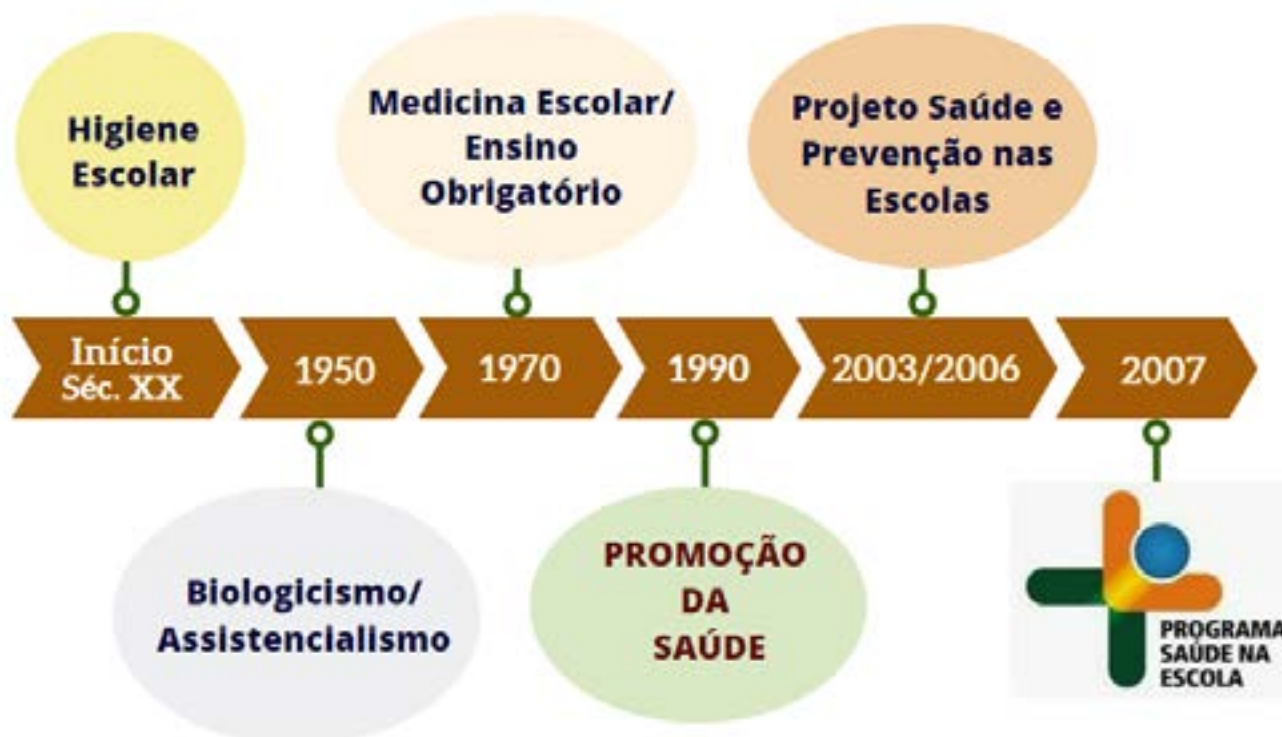 Higiene
Escolar
Medicina Escolar/
Ensino
Obrigatório
Projeto Saúde e
Prevenção nas
Escolas
Início
Séc. XX
1950
1970
1990
2003/2006
2007
Biologicismo/
Assistencialismo
PROMOÇÃO
DA
SAÚDE
PROGRAMA
SAÚDE NA
ESCOLA